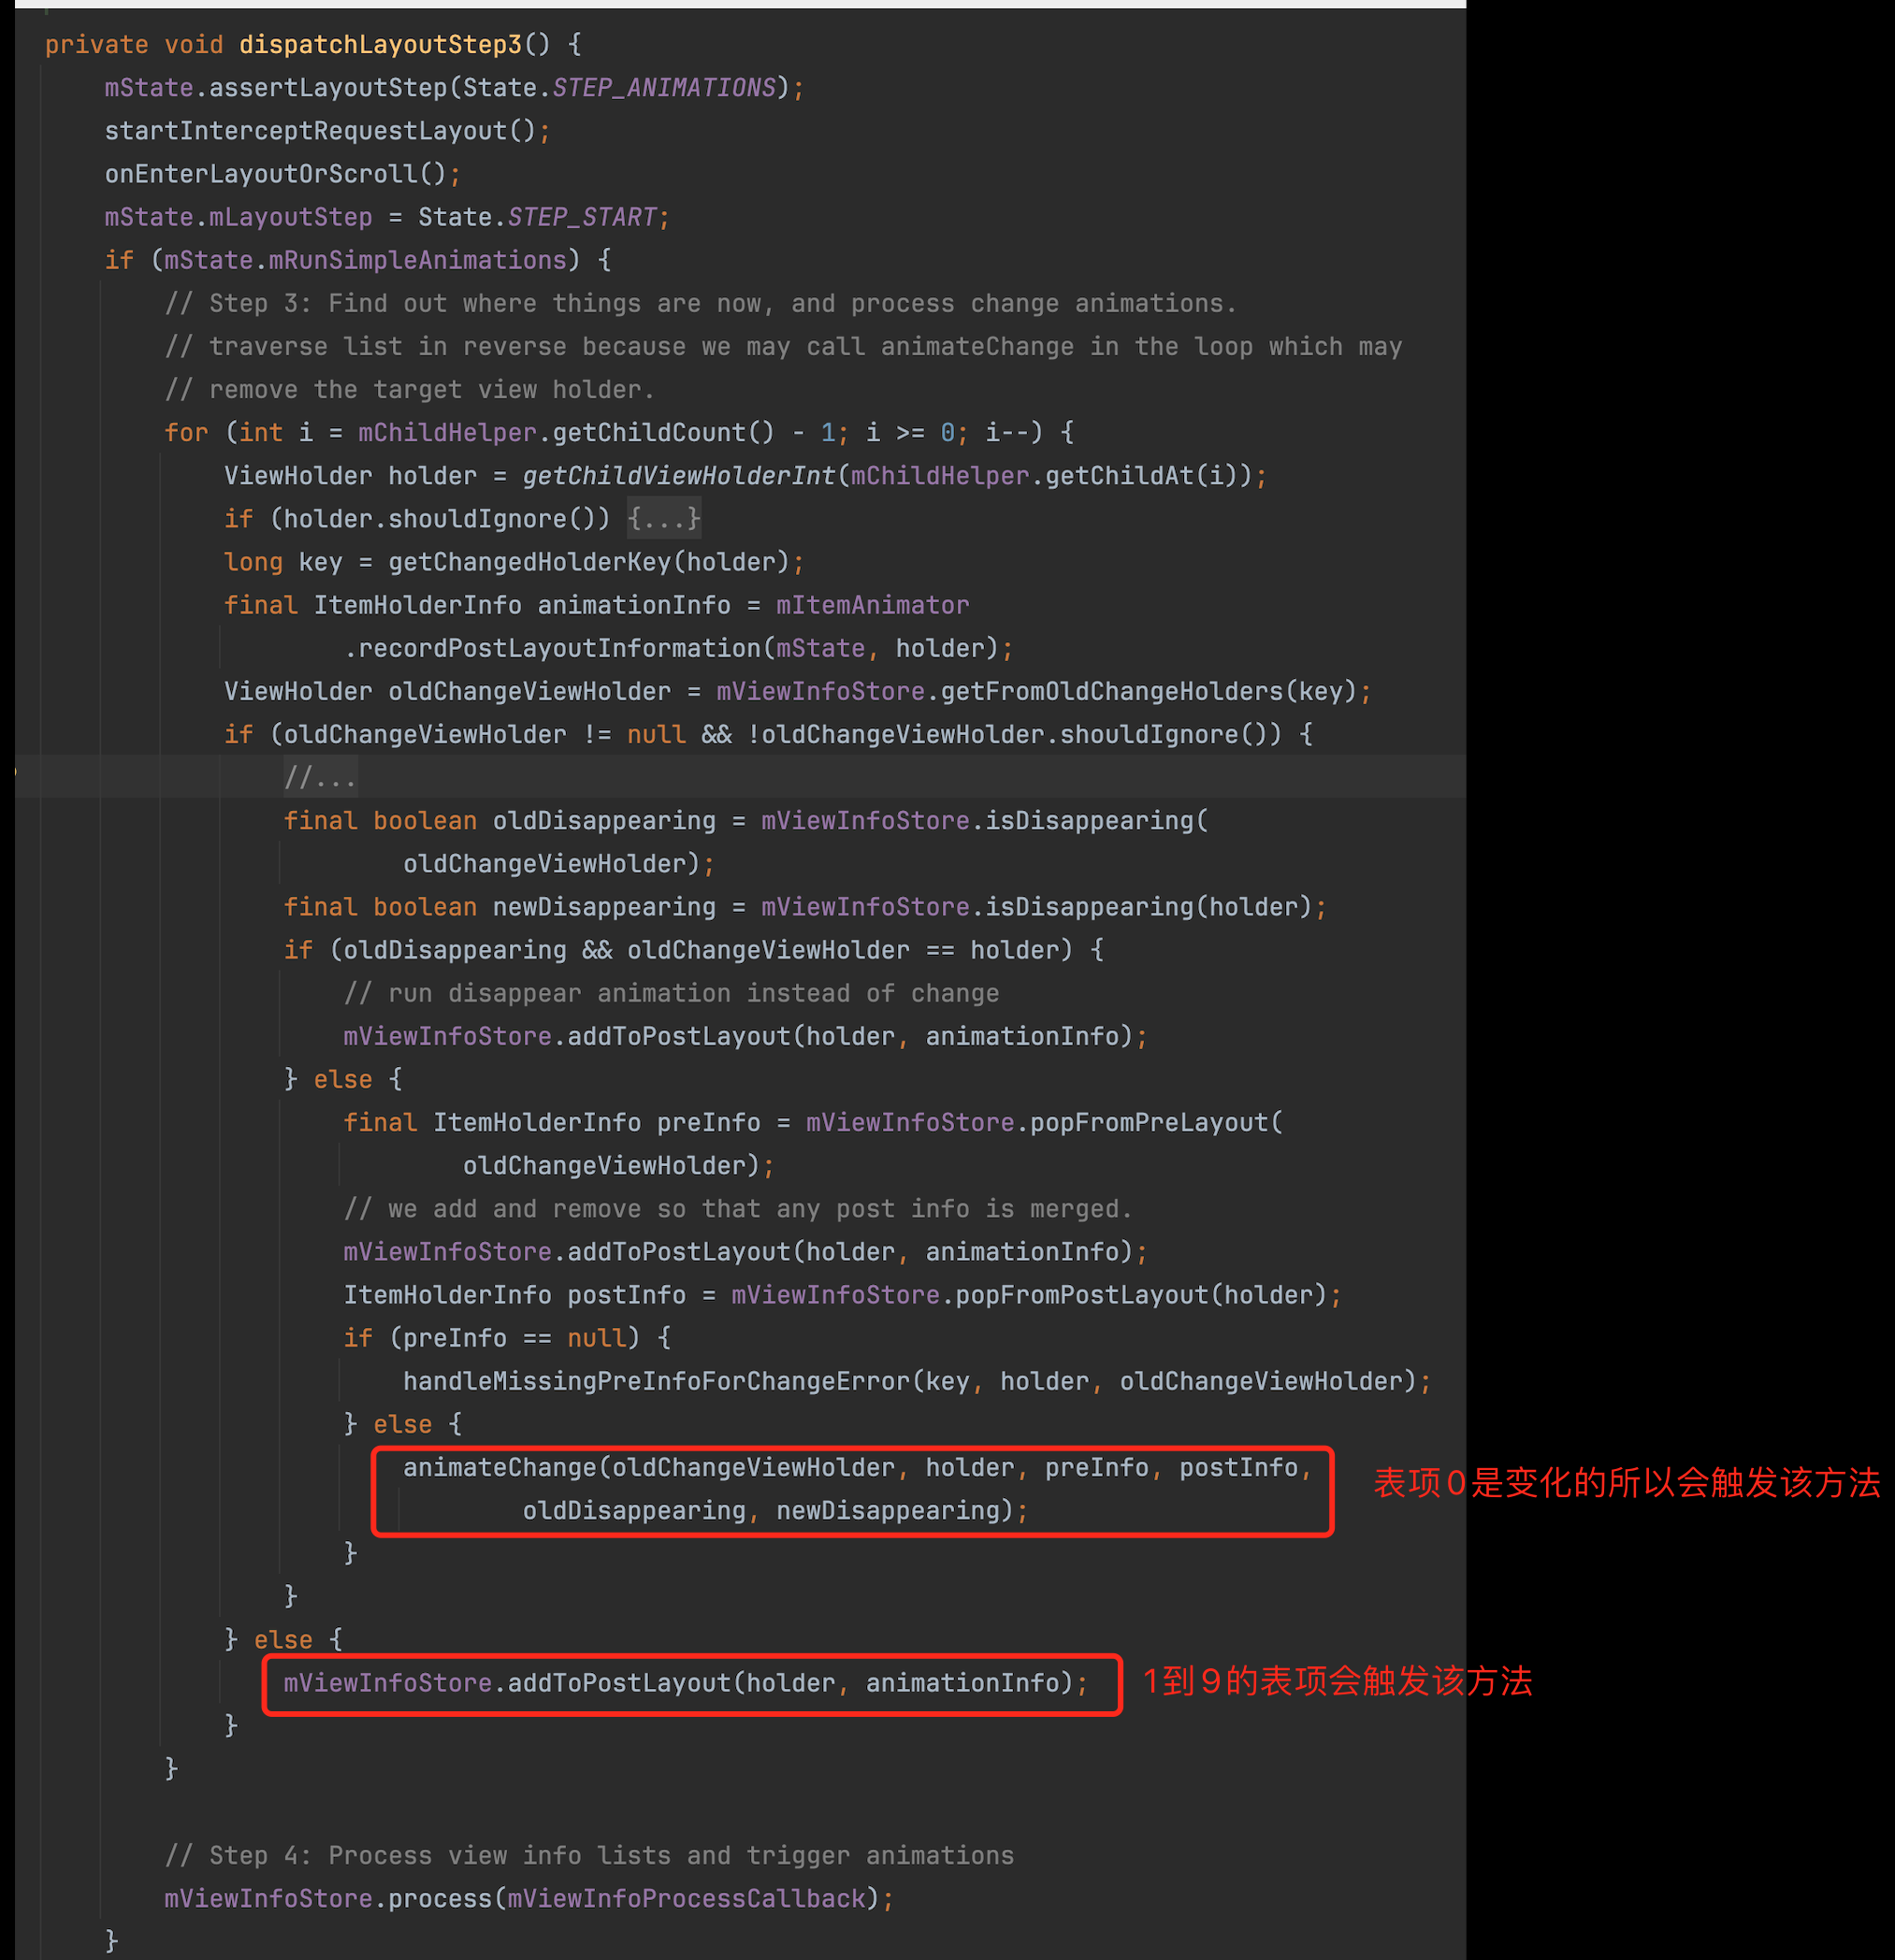 private void dispatchLayoutStep3() {
mState.assertLayoutStep(State.STEP_ANIMATIONS);
startInterceptRequestLayout();
onEnterLayoutOrScroll();
mState.mLayoutStep = State.STEP_START;
if (mState.mRunSimpleAnimations) {
// Step 3: Find out where things are now, and process change animations.
// traverse list in reverse because we may call animateChange in the loop which may
// remove the target view holder.
for (int i = mChildHelper.getChildCount() - 1; i >= 0; i--) {
ViewHolder holder = getChildViewHolderInt(mChildHelper.getChildAt(i));
if (holder.shouldIgnore()) {...}
long key = getChangedHolderKey(holder);
final ItemHolderInfo animationInfo = mItemAnimator
.recordPostLayoutInformation(mState, holder);
ViewHolder oldChangeViewHolder = mViewInfoStore.getFromOldChangeHolders(key);
if (oldChangeViewHolder != null && !oldChangeViewHolder.shouldIgnore()) {
//...
final boolean oldDisappearing = mViewInfoStore.isDisappearing(
oldChangeViewHolder);
final boolean newDisappearing = mViewInfoStore.isDisappearing(holder);
if (oldDisappearing && oldChangeViewHolder == holder) {
// run disappear animation instead of change
mViewInfoStore.addToPostLayout(holder, animationInfo);
} else {
final ItemHolderInfo preInfo = mViewInfoStore.popFromPreLayout(
oldChangeViewHolder);
// we add and remove so that any post info is merged.
mViewInfoStore.addToPostLayout(holder, animationInfo);
ItemHolderInfo postInfo = mViewInfoStore.popFromPostLayout(holder);
if (preInfo == null) {
handleMissingPreInfoForChangeError(key, holder, oldChangeViewHolder);
} else {
animateChange(oldChangeViewHolder, holder, preInfo, postInfo,
表项0是变化的所以会触发该方法
oldDisappearing, newDisappearing);
}
}
} else {
mViewInfoStore.addToPostLayout(holder, animationInfo);
1到9的表项会触发该方法
}
}
// Step 4: Process view info lists and trigger animations
mViewInfoStore.process(mViewInfoProcessCallback);
}